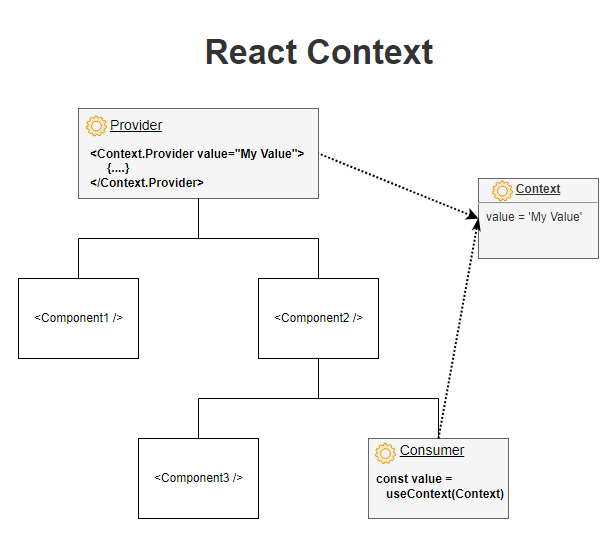 React Context
Provider
<Context.Provider value="My Value">
{....}
</Context.Provider>
Context
value = 'My Value'
<Component1 />
<Component2 />
<Component3 />
Consumer
const value =
useContext(Context)